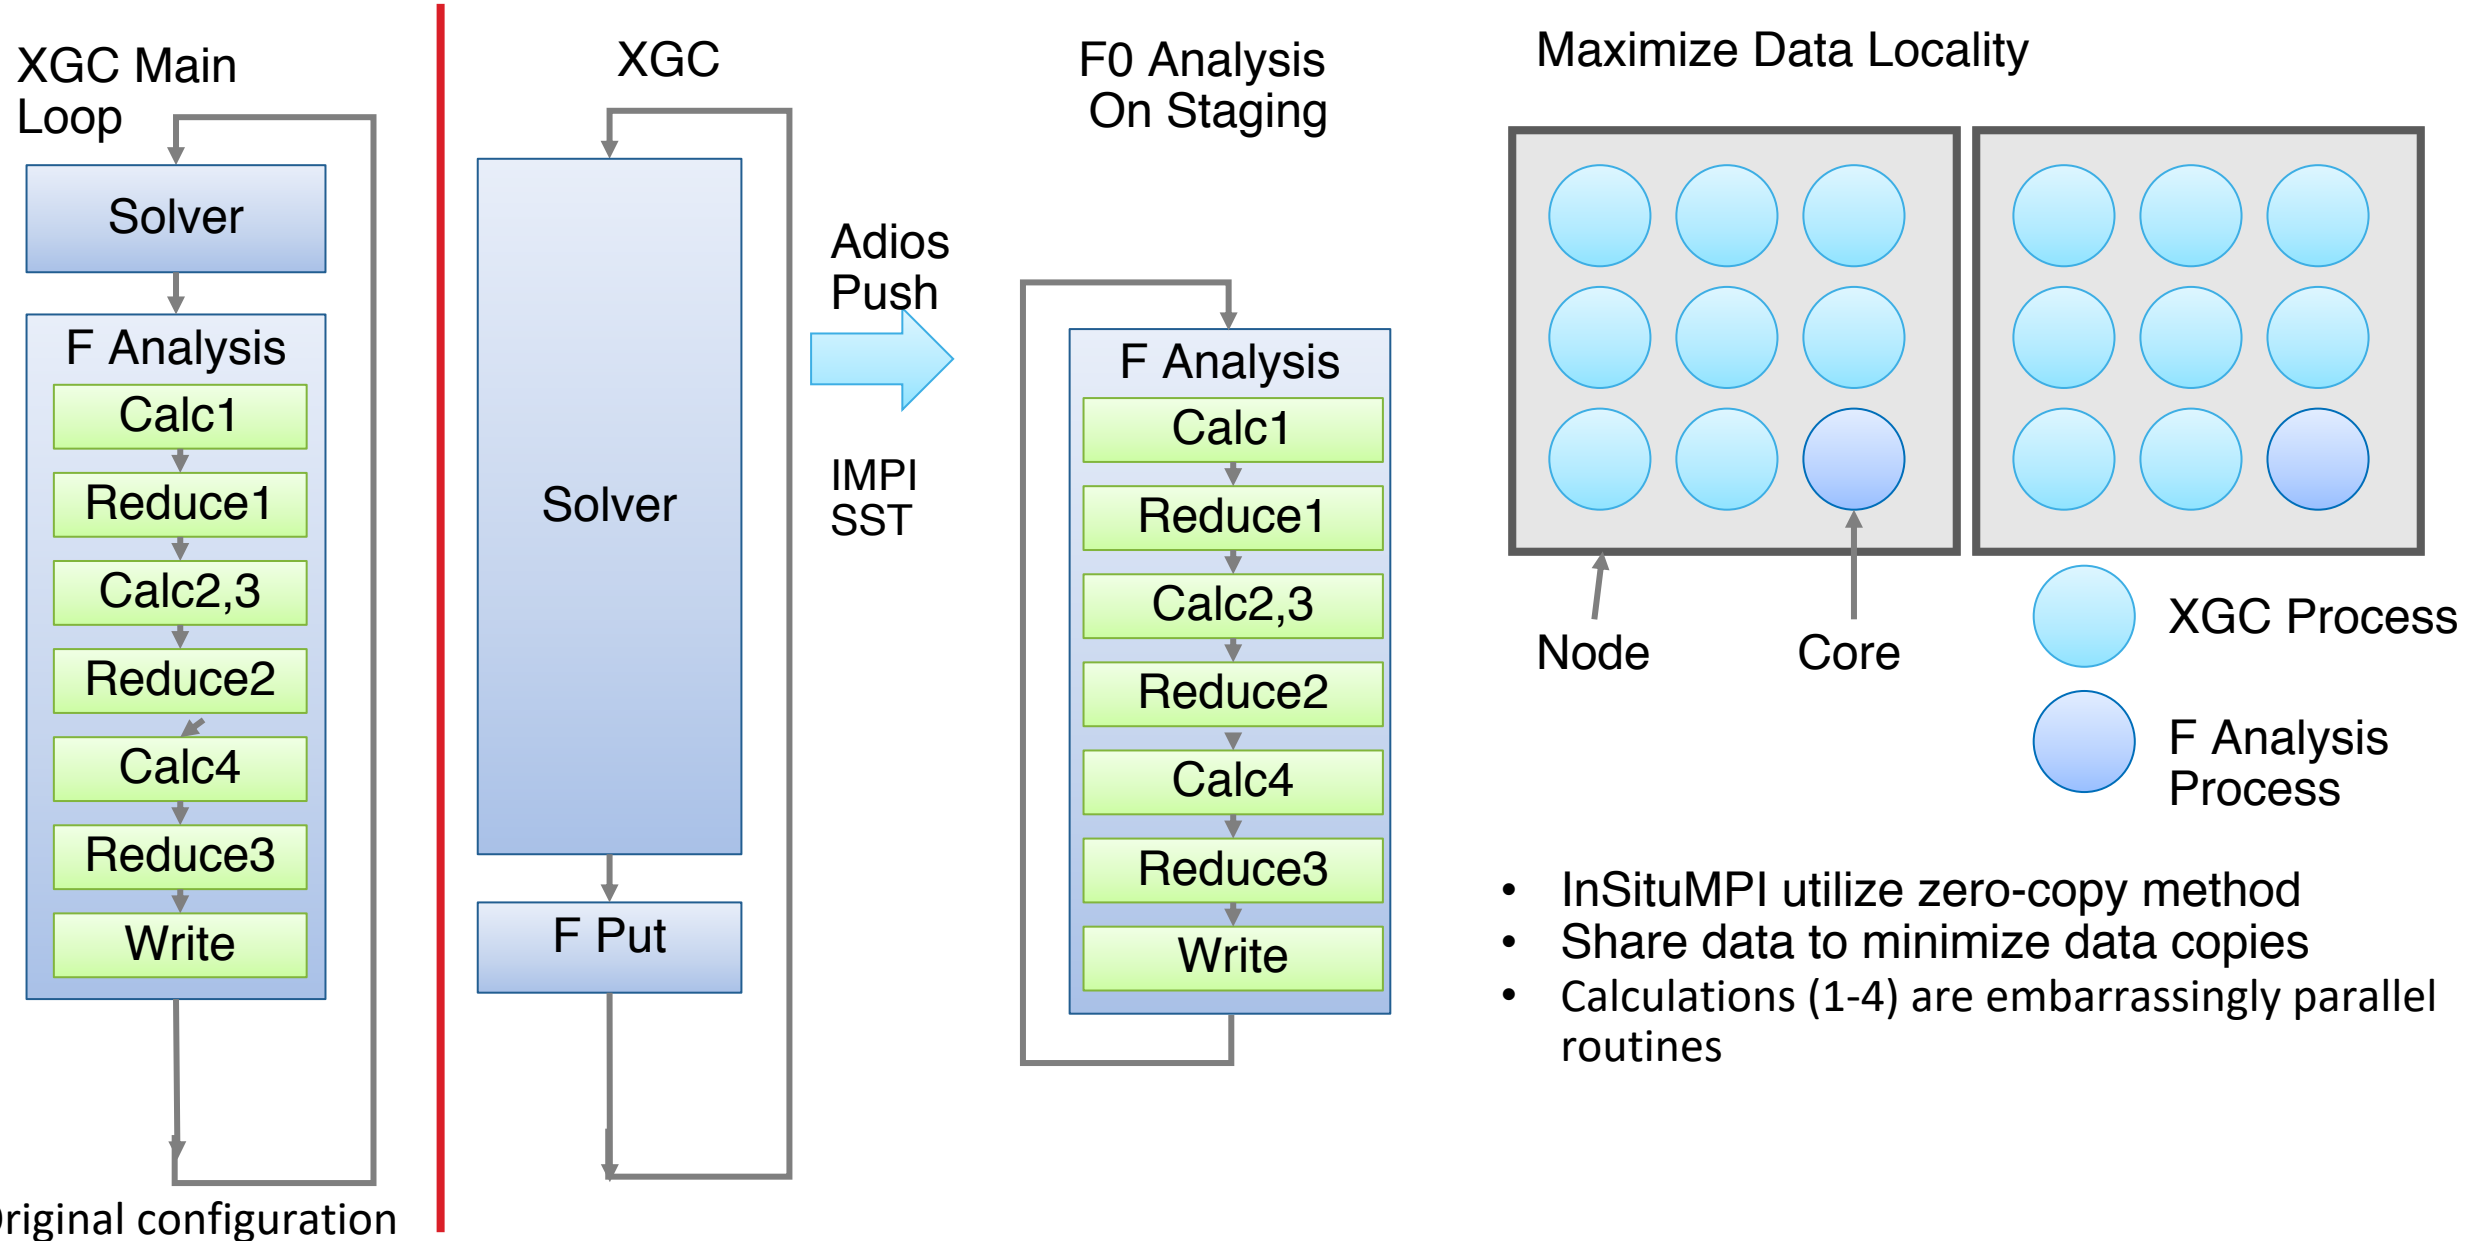 XGC Main
Loop
Solver
F Analysis
Calc1
Reduce1
Calc2,3
Reduce2
Calc4
Reduce3
Write
riginal configuration
XGC
Solver
F Put
Adios
Push
IMPI
SST
F0 Analysis
On Staging
F Analysis
Calc1
Reduce1
Calc2,3
Reduce2
Calc4
Reduce3
Write
Maximize Data Locality
Node
Core
XGC Process
F Analysis
Process
• InSituMPI utilize zero-copy method
• Share data to minimize data copies
• Calculations (1-4) are embarrassingly parallel
routines